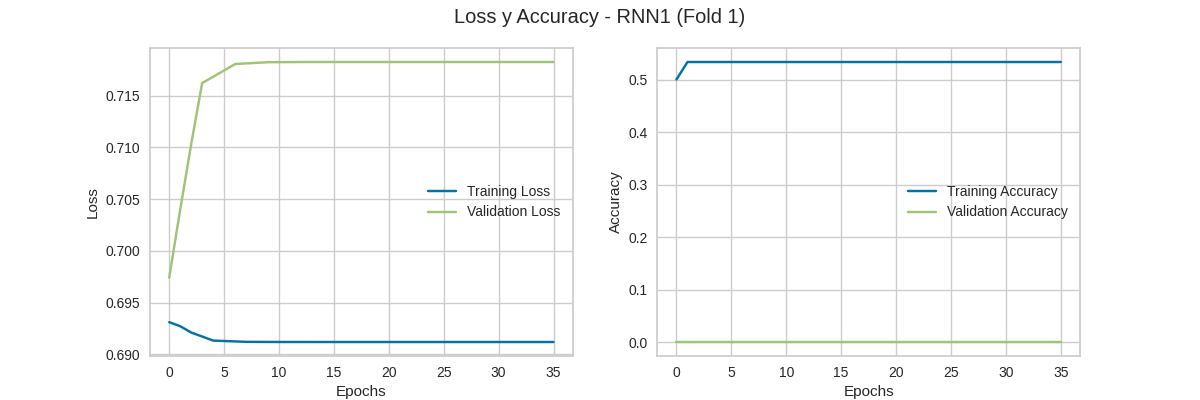 Loss y Accuracy - RNN1 (Fold 1)
0.715
0.710
0.705
0.700
0.695
0.690
Loss
Training Loss
Validation Loss
0 5 10 15 20 25 30 35
Epochs
0.5
0.4
0.3
0.2
0.1
0.0
Accuracy
Training Accuracy
Validation Accuracy
0 5 10 15 20 25 30 35
Epochs